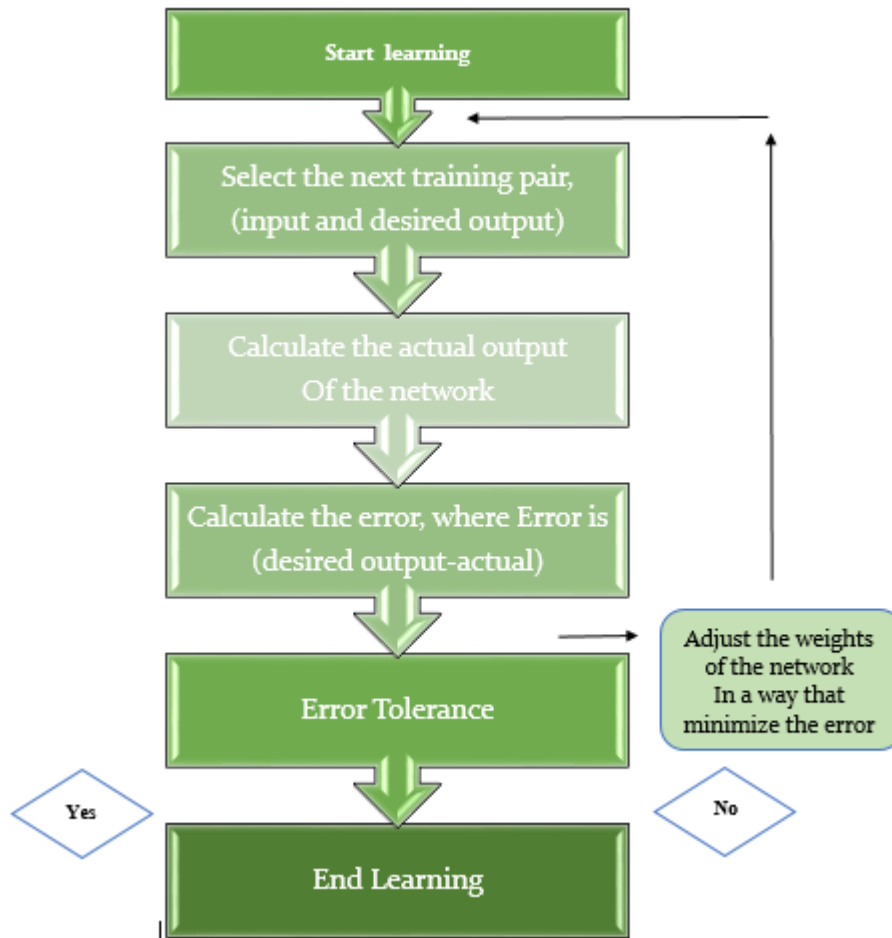 Start learning
Select the next training pair,
(input and desired output)
Calculate the actual output
Of the network
Calculate the error, where Error is
(desired output-actual)
Adjust the weights
of the network
In a way that
minimize the error
Error Tolerance
Yes
No
End Learning